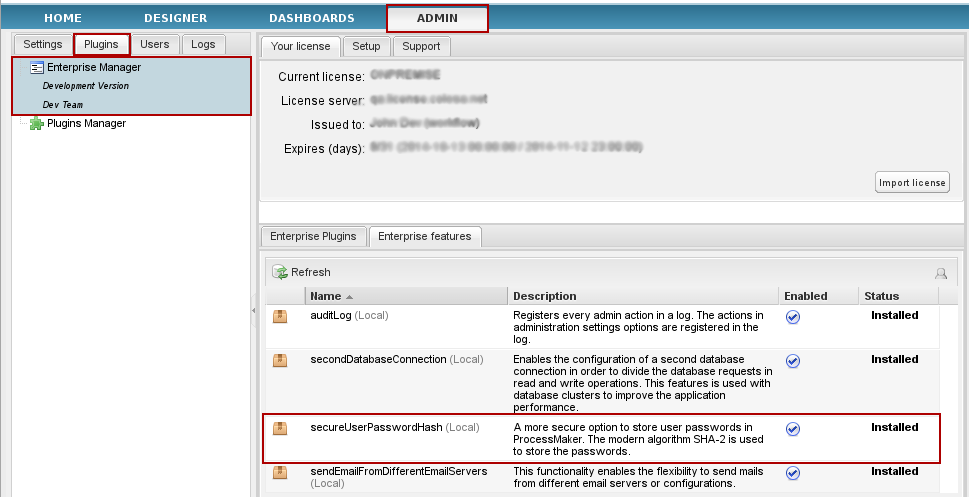 HOME DESIGNER DASHBOARDS ADMIN
Settings Plugins Users Logs
Enterprise Manager
Development Version
Dev Team
Plugins Manager
Your license Setup Support
Current license:
License server:
Issued to:
Expires (days):
Import license
Enterprise Plugins Enterprise features
Refresh
Name Description Enabled Status
auditLog (Local) Registers every admin action in a log. The actions in Installed
administration settings options are registered in the
log.
secondDatabaseConnection (Local) Enables the configuration of a second database Installed
connection in order to divide the database requests in
read and write operations. This features is used with
database clusters to improve the application
performance.
secureUserPasswordHash (Local) A more secure option to store user passwords in Installed
ProcessMaker. The modern algorithm SHA-2 is used
to store the passwords.
sendEmailFromDifferentEmailServers This functionality enables the flexibility to send mails Installed
(Local) from different email servers or configurations.